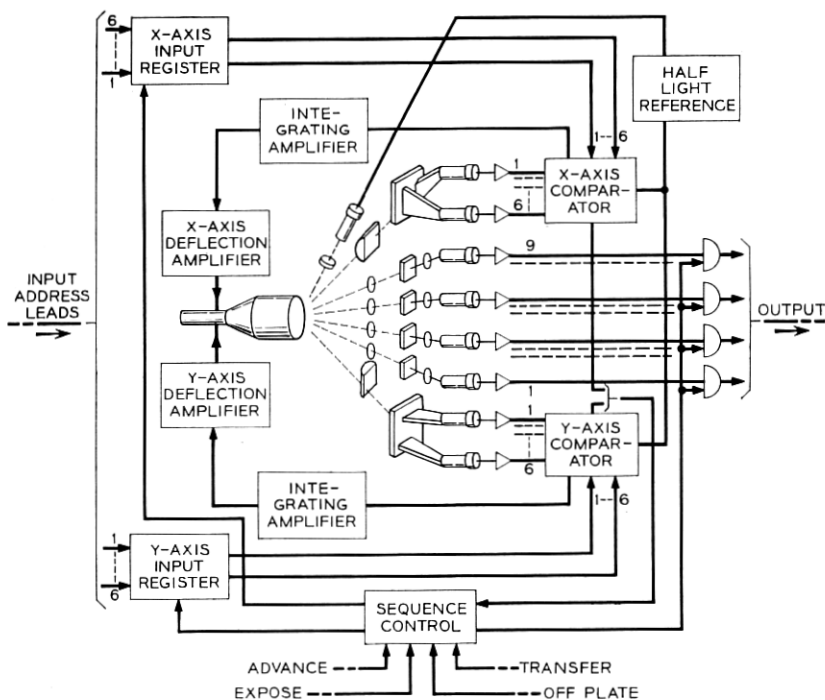 6
1
X-AXIS
INPUT
REGISTER
HALF
LIGHT
REFERENCE
INTE-
GRATING
AMPLIFIER
1-- 6
1
6
X-AXIS
COMPAR-
ATOR
X-AXIS
DEFLECTION
AMPLIFIER
9
INPUT
ADDRESS
LEADS
OUTPUT
Y-AXIS
DEFLECTION
AMPLIFIER
1
1
6
Y-AXIS
COMPAR-
ATOR
INTE-
GRATING
AMPLIFIER
1-- 6
1
6
Y-AXIS
INPUT
REGISTER
SEQUENCE
CONTROL
ADVANCE
TRANSFER
EXPOSE
OFF PLATE